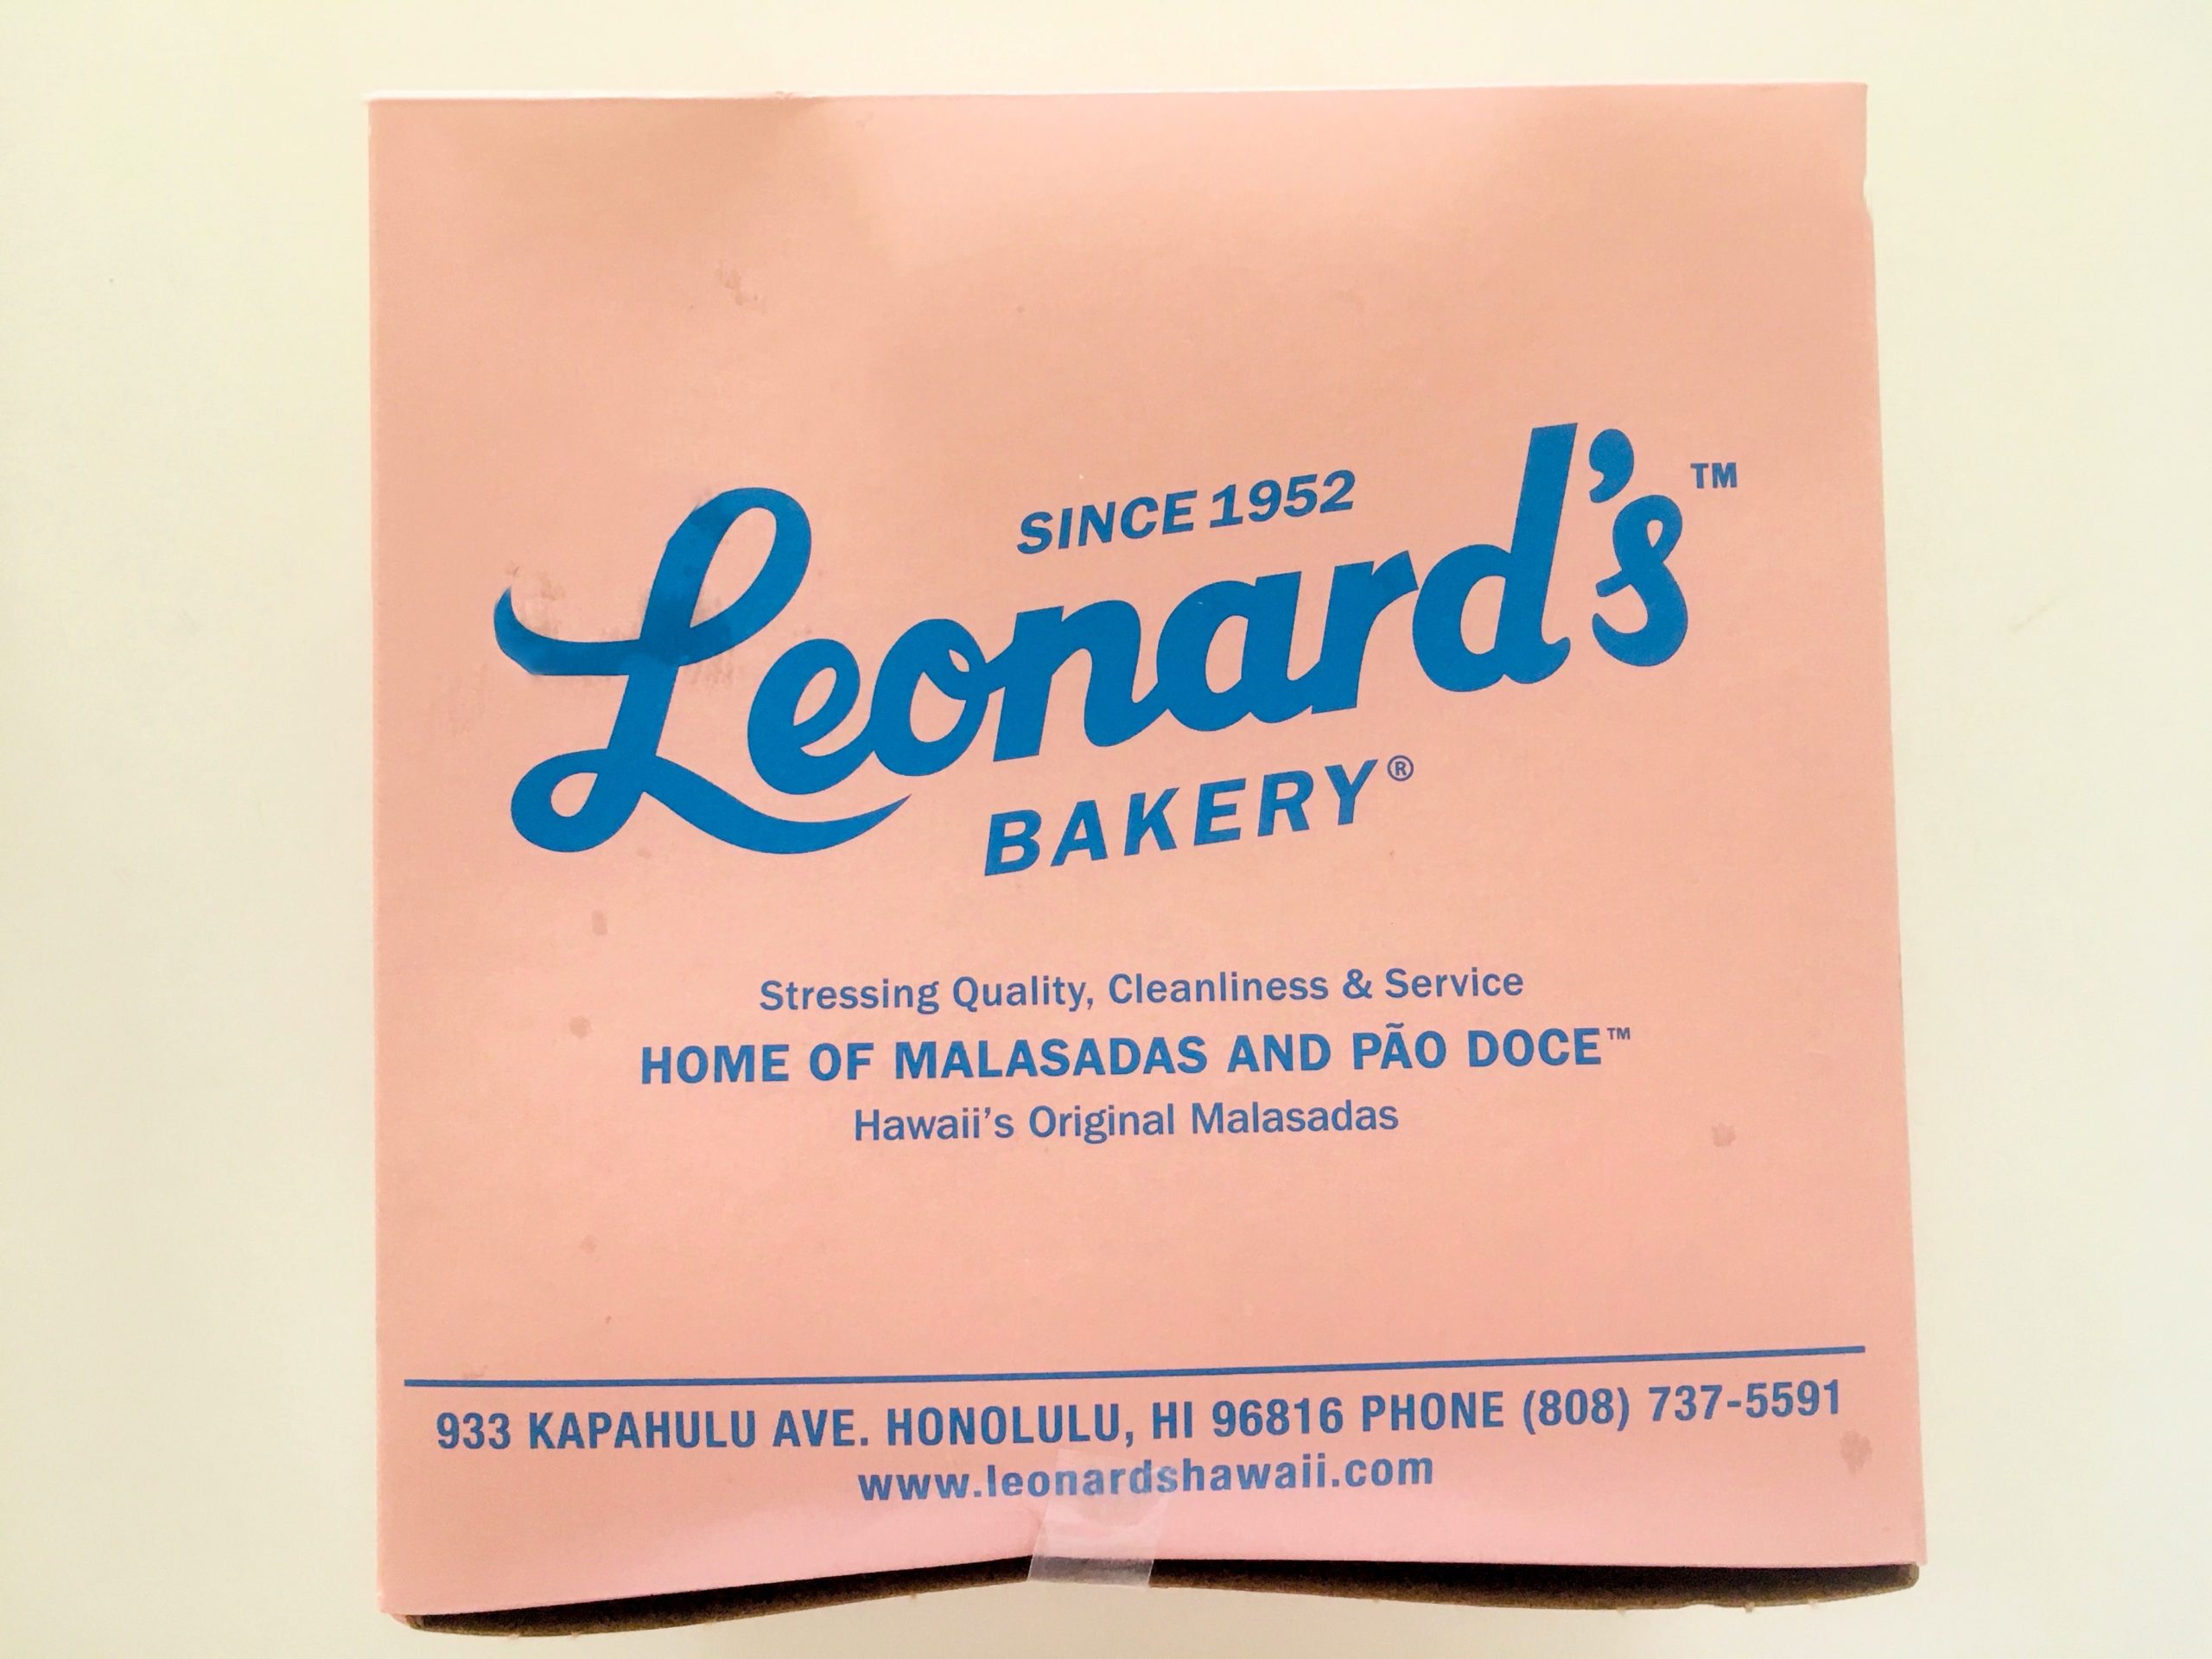 SINCE 1952
Leonard's™
BAKERY®
Stressing Quality, Cleanliness & Service
HOME OF MALASADAS AND PÃO DOCE™
Hawaii's Original Malasadas
933 KAPAHULU AVE. HONOLULU, HI 96816 PHONE (808) 737-5591
www.leonardshawaii.com